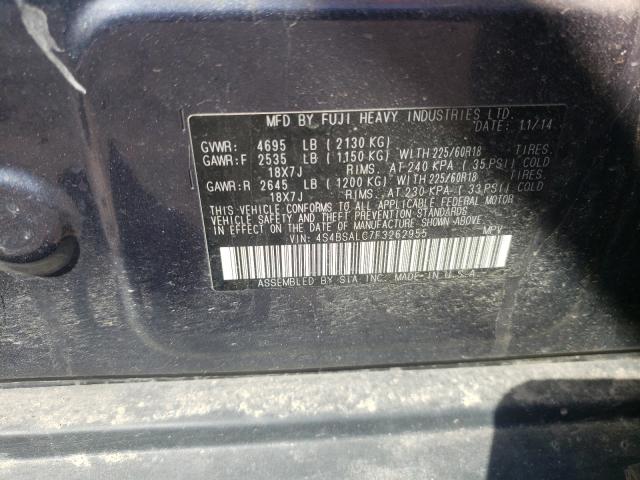 MFD BY FUJI HEAVY INDUSTRIES LTD.
DATE: 11/14
GVWR: 4695 LB ( 2130 KG)
GAWR:F 2535 LB ( 1,150 KG) WITH 225/60R18 TIRES.
18X7J RIMS. AT 240 KPA ( 35 PSI) COLD
GAWR:R 2645 LB ( 1200 KG) WITH 225/60R18 TIRES.
18X7J RIMS. AT 230 KPA ( 33 PSI) COLD
THIS VEHICLE CONFORMS TO ALL APPLICABLE FEDERAL MOTOR
VEHICLE SAFETY AND THEFT PREVENTION STANDARDS
IN EFFECT ON THE DATE OF MANUFACTURE SHOWN ABOVE.
VIN: 4S4BSALC7F3262955 MPV
ASSEMBLED BY SIA INC. MADE IN U.S.A